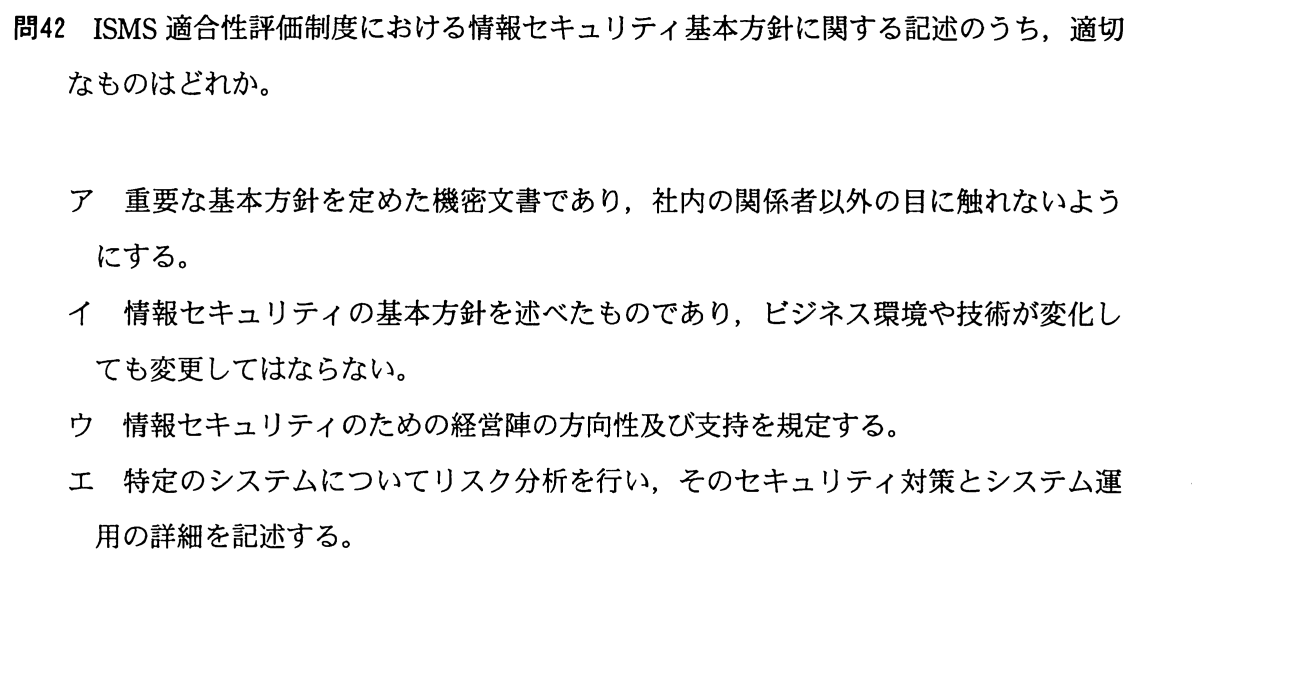 問42 ISMS 適合性評価制度における情報セキュリティ基本方針に関する記述のうち，適切
なものはどれか。
ア 重要な基本方針を定めた機密文書であり，社内の関係者以外の目に触れないよう
にする。
イ 情報セキュリティの基本方針を述べたものであり，ビジネス環境や技術が変化し
ても変更してはならない。
ウ 情報セキュリティのための経営陣の方向性及び支持を規定する。
エ 特定のシステムについてリスク分析を行い，そのセキュリティ対策とシステム運
用の詳細を記述する。